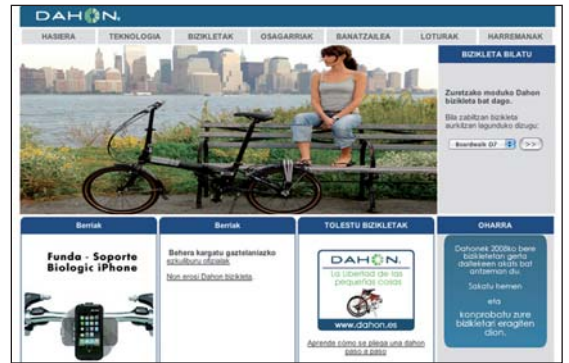 DAHON
HASIERA TEKNOLOGIA BIZIKLETAK OSAGARRIAK BANATZAILEA LOTURAK HARREMANAK
BIZIKLETA BILATU
Zuretzako moduko Dahon
bizikleta bat dago.
Bila zabiltzan bizikleta
aurkitzen lagunduko dizugu:
Boardwalk D7 >>
Berriak
Funda - Soporte
Biologic iPhone
Berriak
Behera kargatu gaztelaniazko
ezkuliburu ofizialak.
Non erosi Dahon bizikleta.
TOLESTU BIZIKLETAK
DAHON.
La Libertad de las
pequeñas cosas
www.dahon.es
Aprende cómo se pliega una dahon
paso a paso
OHARRA
Dahonek 2008ko bere
bizikletetan gerta
daitekeen akats bat
antzeman du.
Sakatu hemen
eta
konprobatu zure
bizikletari eragiten
dion.